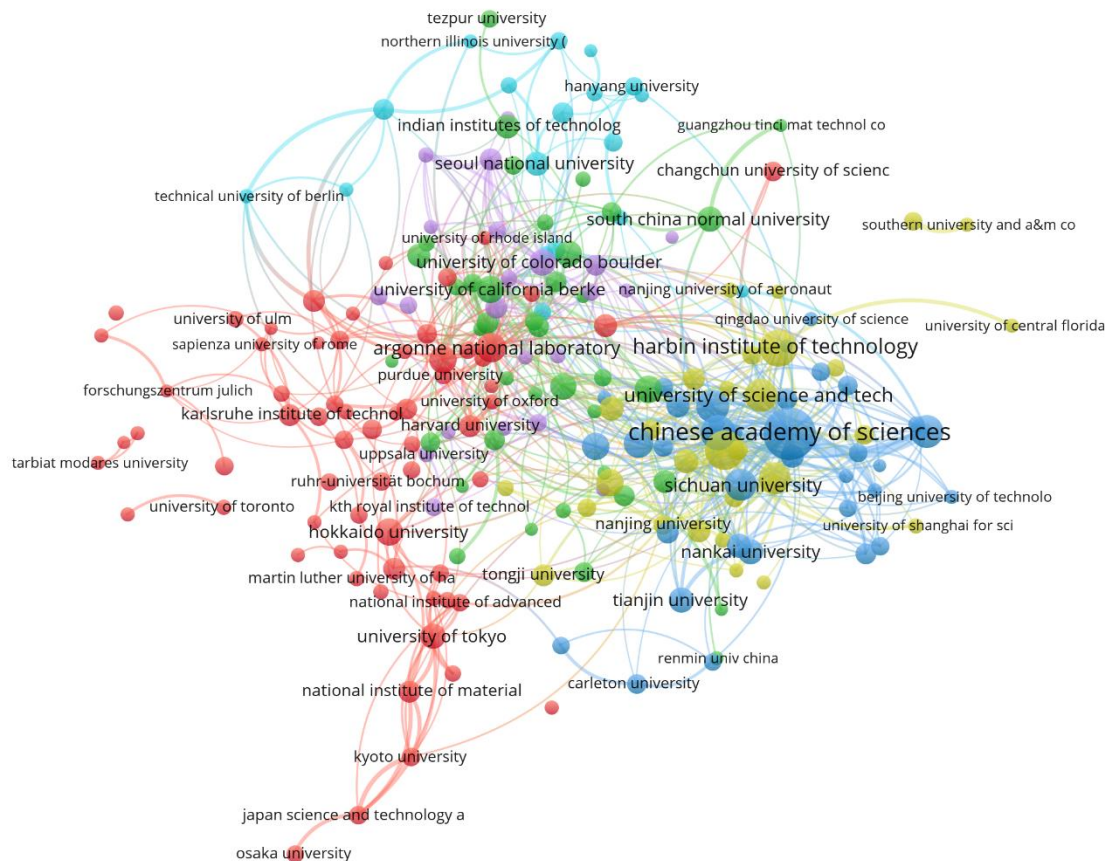 tezpur university
northern illinois university (
hanyang university
indian institutes of technolog
guangzhou tinci mat technol co
seoul national university
changchun university of scienc
technical university of berlin
south china normal university
southern university and a&m co
university of rhode island
university of colorado boulder
university of california berke
nanjing university of aeronaut
university of ulm
qingdao university of science
university of central florida
sapienza university of rome
argonne national laboratory
harbin institute of technology
purdue university
forschungszentrum julich
university of oxford
university of science and tech
karlsruhe institute of technol
harvard university
chinese academy of sciences
uppsala university
tarbiat modares university
ruhr-universität bochum
sichuan university
beijing university of technolo
university of toronto
kth royal institute of technol
nanjing university
university of shanghai for sci
hokkaido university
nankai university
martin luther university of ha
tongji university
national institute of advanced
tianjin university
university of tokyo
renmin univ china
national institute of material
carleton university
kyoto university
japan science and technology a
osaka university